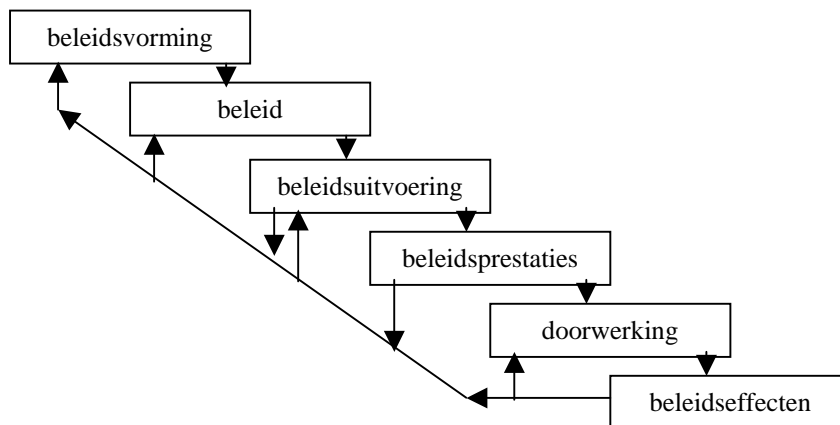 beleidsvorming
beleid
beleidsuitvoering
beleidsprestaties
doorwerking
beleidseffecten